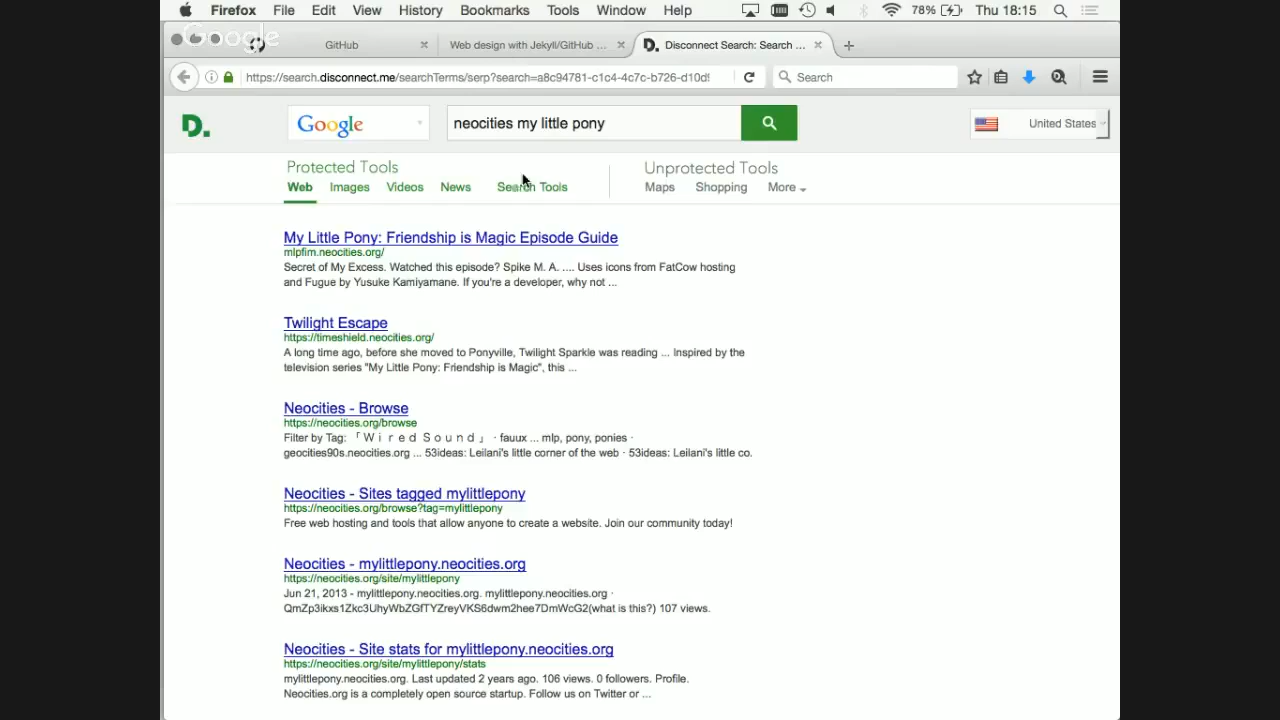 Firefox File Edit View History Bookmarks Tools Window Help 78% Thu 18:15
Google
GitHub Web design with Jekyll/GitHub ... D. Disconnect Search: Search ...
https://search.disconnect.me/searchTerms/serp?search=a8c94781-c1c4-4c7c-b726-d10d Search
D. Google neocities my little pony United States
Protected Tools Unprotected Tools
Web Images Videos News Search Tools Maps Shopping More
My Little Pony: Friendship is Magic Episode Guide
mlpfim.neocities.org/
Secret of My Excess. Watched this episode? Spike M. A. .... Uses icons from FatCow hosting
and Fugue by Yusuke Kamiyamane. If you're a developer, why not ...
Twilight Escape
https://timeshield.neocities.org/
A long time ago, before she moved to Ponyville, Twilight Sparkle was reading ... Inspired by the
television series "My Little Pony: Friendship is Magic", this ...
Neocities - Browse
https://neocities.org/browse
Filter by Tag: 「Ｗｉｒｅｄ Ｓｏｕｎｄ」 · fauux ... mlp, pony, ponies ·
geocities90s.neocities.org ... 53ideas: Leilani's little corner of the web · 53ideas: Leilani's little co.
Neocities - Sites tagged mylittlepony
https://neocities.org/browse?tag=mylittlepony
Free web hosting and tools that allow anyone to create a website. Join our community today!
Neocities - mylittlepony.neocities.org
https://neocities.org/site/mylittlepony
Jun 21, 2013 - mylittlepony.neocities.org. mylittlepony.neocities.org ·
QmZp3ikxs1Zkc3UhyWbZGfTYZreyVKS6dwm2hee7DmWcG2(what is this?) 107 views.
Neocities - Site stats for mylittlepony.neocities.org
https://neocities.org/site/mylittlepony/stats
mylittlepony.neocities.org. Last updated 2 years ago. 106 views. 0 followers. Profile.
Neocities.org is a completely open source startup. Follow us on Twitter or ...